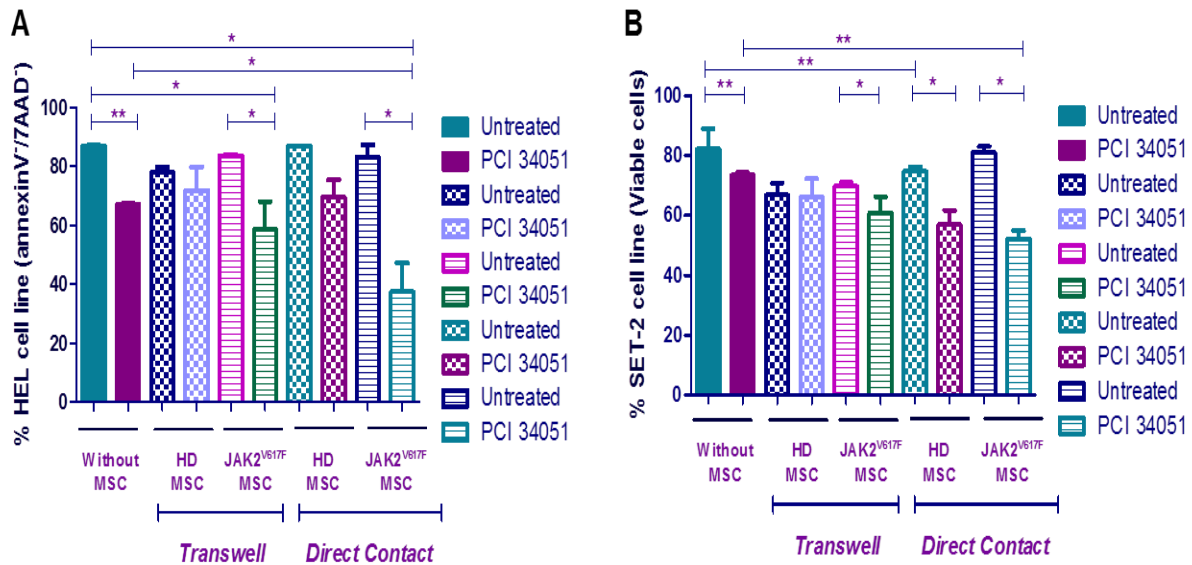 A
% HEL cell line (annexinV⁻/7AAD⁻)
100
80
60
40
20
0
*
*
*
**
*
*
Without MSC
HD MSC
JAK2V617F MSC
HD MSC
JAK2V617F MSC
Transwell
Direct Contact
Untreated
PCI 34051
Untreated
PCI 34051
Untreated
PCI 34051
Untreated
PCI 34051
Untreated
PCI 34051
B
% SET-2 cell line (Viable cells)
100
80
60
40
20
0
**
**
**
*
*
*
Without MSC
HD MSC
JAK2V617F MSC
HD MSC
JAK2V617F MSC
Transwell
Direct Contact
Untreated
PCI 34051
Untreated
PCI 34051
Untreated
PCI 34051
Untreated
PCI 34051
Untreated
PCI 34051